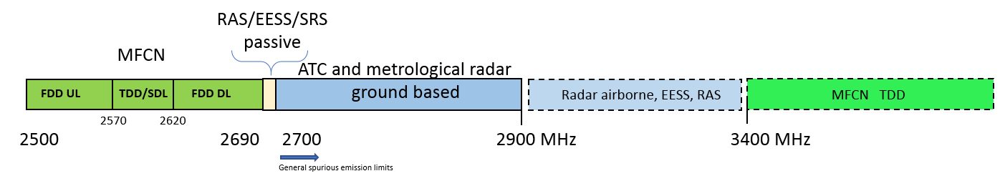 RAS/EESS/SRS
passive
MFCN
ATC and metrological radar
ground based
FDD UL
TDD/SDL
FDD DL
Radar airborne, EESS, RAS
MFCN TDD
2570
2620
2500
2690
2700
2900 MHz
3400 MHz
General spurious emission limits